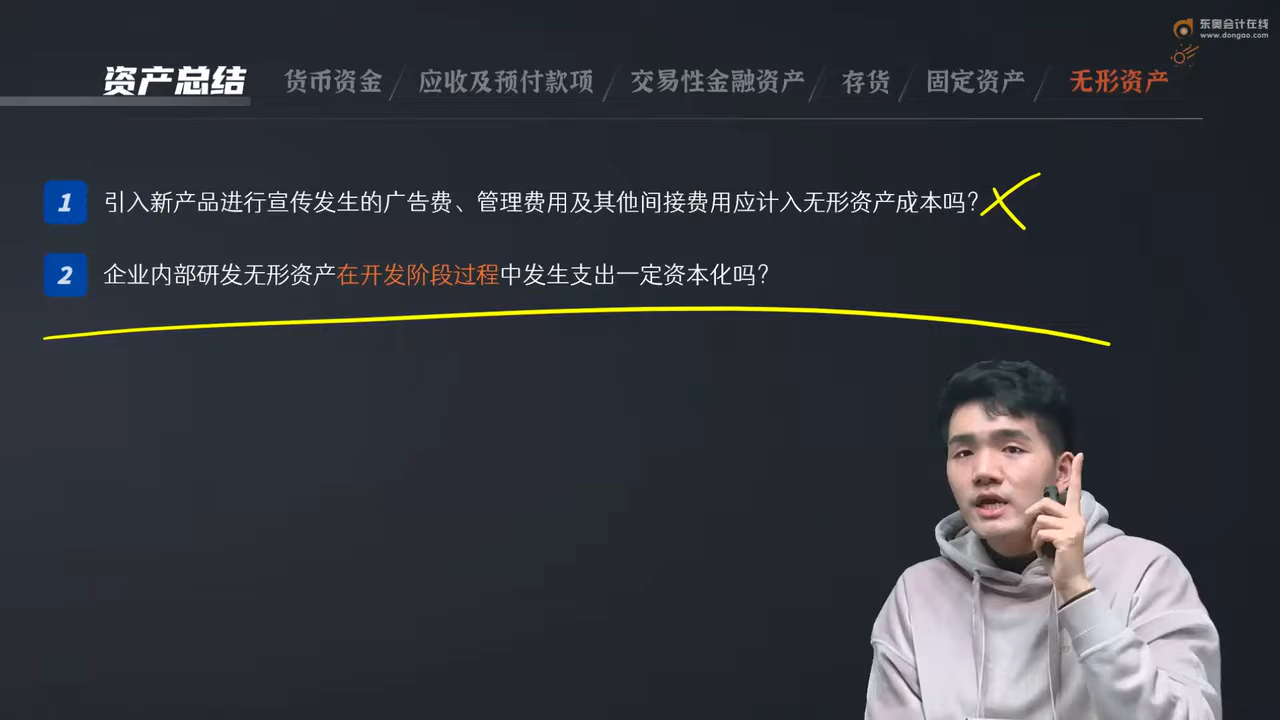 东奥会计在线
www.dongao.com
资产总结 货币资金 / 应收及预付款项 / 交易性金融资产 / 存货 / 固定资产 / 无形资产
1 引入新产品进行宣传发生的广告费、管理费用及其他间接费用应计入无形资产成本吗?
2 企业内部研发无形资产在开发阶段过程中发生支出一定资本化吗?